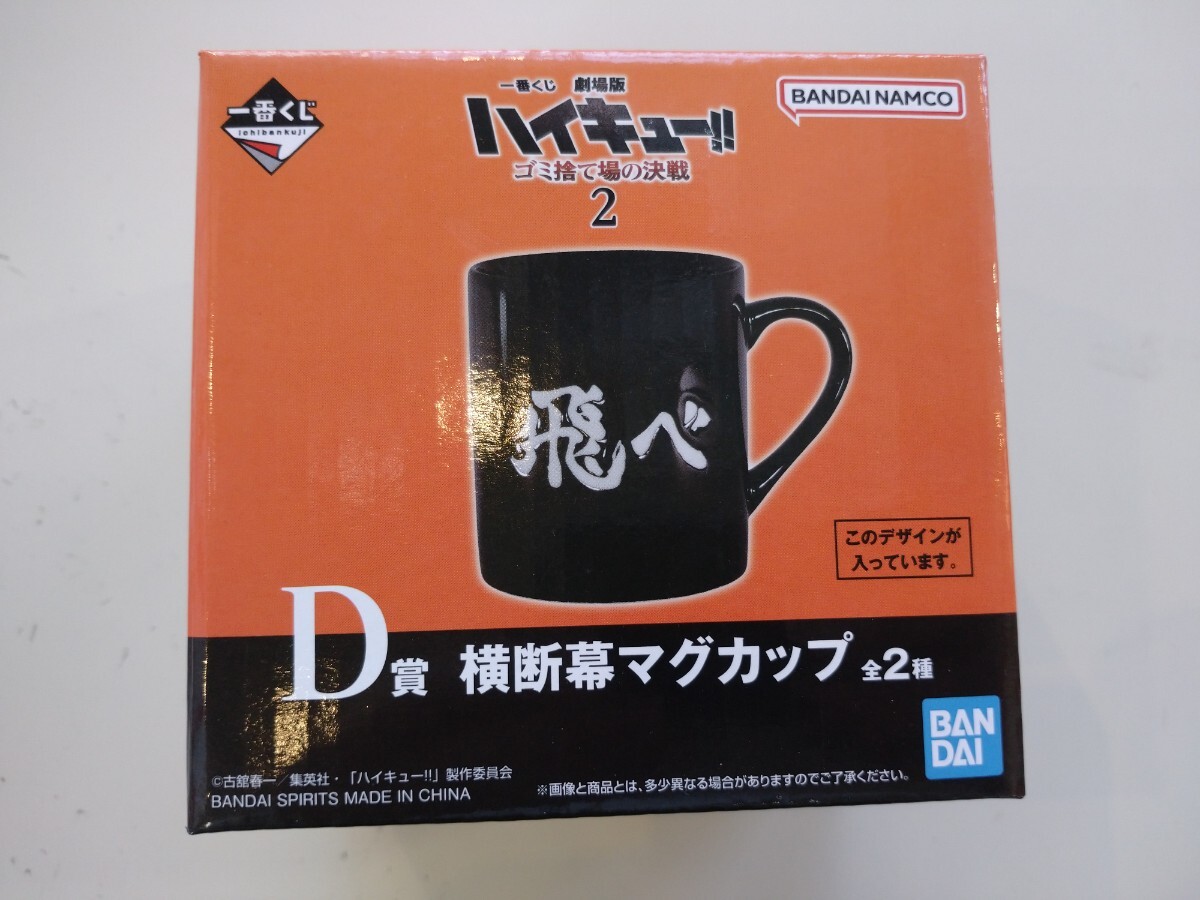 一番くじ
ichibankuji
一番くじ 劇場版
ハイキュー!!
ゴミ捨て場の決戦
2
BANDAI NAMCO
飛べ
このデザインが
入っています。
D賞 横断幕マグカップ 全2種
BAN
DAI
©古舘春一/集英社・「ハイキュー!!」製作委員会
BANDAI SPIRITS MADE IN CHINA
※画像と商品とは、多少異なる場合がありますのでご了承ください。